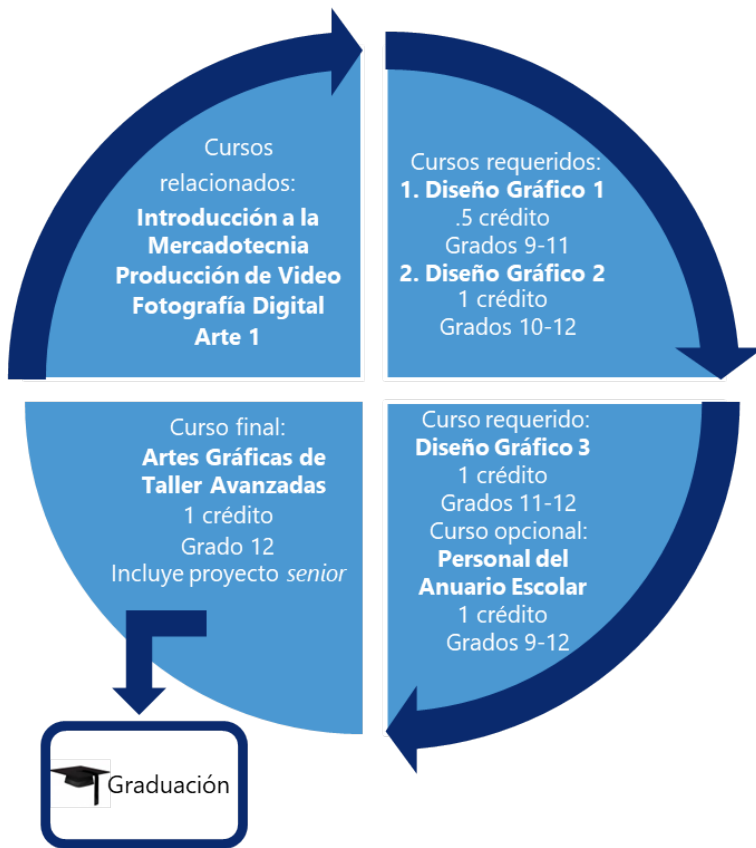 Cursos
relacionados:
Introducción a la
Mercadotecnia
Producción de Video
Fotografía Digital
Arte 1
Cursos requeridos:
1. Diseño Gráfico 1
.5 crédito
Grados 9-11
2. Diseño Gráfico 2
1 crédito
Grados 10-12
Curso requerido:
Diseño Gráfico 3
1 crédito
Grados 11-12
Curso opcional:
Personal del
Anuario Escolar
1 crédito
Grados 9-12
Curso final:
Artes Gráficas de
Taller Avanzadas
1 crédito
Grado 12
Incluye proyecto senior
Graduación